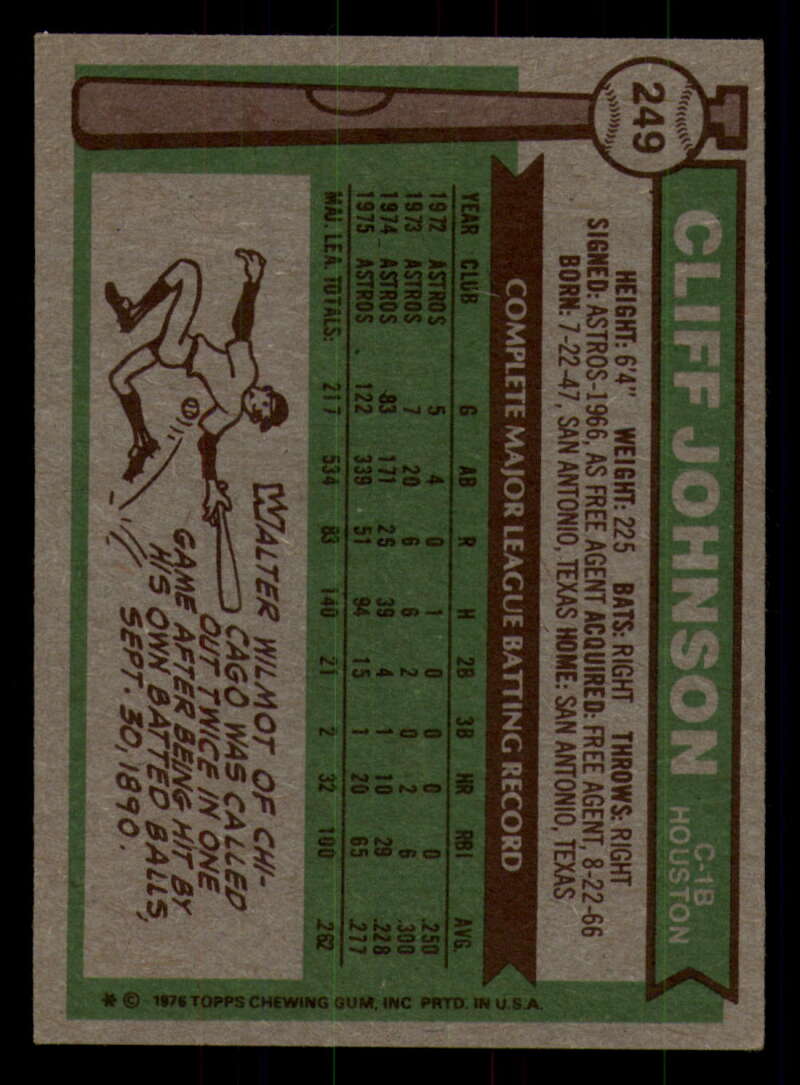 249
CLIFF JOHNSON
C-1B
HOUSTON
HEIGHT: 6'4" WEIGHT: 225 BATS: RIGHT THROWS: RIGHT
SIGNED: ASTROS-1966, AS FREE AGENT ACQUIRED: FREE AGENT, 8-22-66
BORN: 7-22-47, SAN ANTONIO, TEXAS HOME: SAN ANTONIO, TEXAS
COMPLETE MAJOR LEAGUE BATTING RECORD
YEAR CLUB G AB R H 2B 3B HR RBI AVG.
1972 ASTROS 5 4 0 1 0 0 0 0 .250
1973 ASTROS 7 20 6 6 2 0 2 6 .300
1974 ASTROS 83 171 26 39 4 1 10 29 .228
1975 ASTROS 122 339 51 94 15 1 20 65 .277
MAJ. LEA. TOTALS: 217 534 83 140 21 2 32 100 .262
WALTER WILMOT OF CHI-
CAGO WAS CALLED
OUT TWICE IN ONE
GAME AFTER BEING HIT BY
HIS OWN BATTED BALLS,
SEPT. 30, 1890.
* © 1976 TOPPS CHEWING GUM, INC PRTD. IN U.S.A.